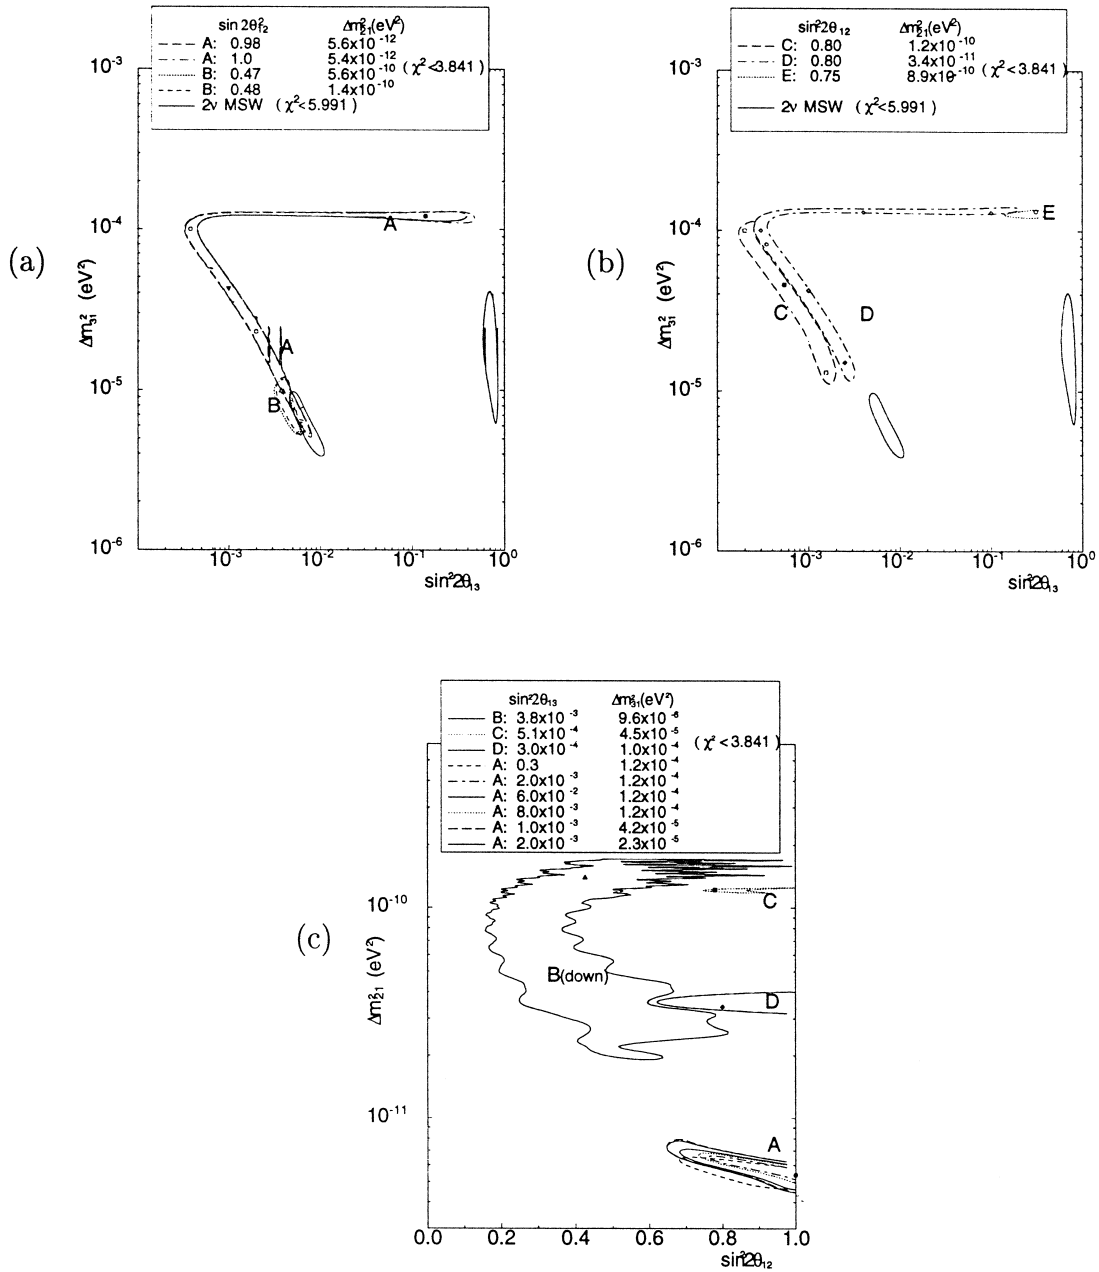 sin 2θ²₁₂ Δm²₂₁(eV²)
A: 0.98 5.6x10 -12
A: 1.0 5.4x10 -12
B: 0.47 5.6x10 -10 (χ²<3.841)
B: 0.48 1.4x10 -10
2ν MSW (χ²<5.991)
10⁻³
10⁻⁴
10⁻⁵
10⁻⁶
Δm²₃₁ (eV²)
(a)
A
A
B
10⁻³ 10⁻² 10⁻¹ 10⁰
sin²2θ₁₃
sin²2θ₁₂ Δm²₂₁(eV²)
C: 0.80 1.2x10 -10
D: 0.80 3.4x10 -11
E: 0.75 8.9x10 -10 (χ²<3.841)
2ν MSW (χ²<5.991)
10⁻³
10⁻⁴
10⁻⁵
10⁻⁶
Δm²₃₁ (eV²)
(b)
E
C D
10⁻³ 10⁻² 10⁻¹ 10⁰
sin²2θ₁₃
sin²2θ₁₃ Δm²₃₁(eV²)
B: 3.8x10 -3 9.6x10 -6
C: 5.1x10 -4 4.5x10 -5 (χ²<3.841)
D: 3.0x10 -4 1.0x10 -4
A: 0.3 1.2x10 -4
A: 2.0x10 -3 1.2x10 -4
A: 6.0x10 -2 1.2x10 -4
A: 8.0x10 -3 1.2x10 -4
A: 1.0x10 -3 4.2x10 -5
A: 2.0x10 -3 2.3x10 -5
10⁻¹⁰
10⁻¹¹
Δm²₂₁ (eV²)
(c)
C
B(down)
D
A
0.0 0.2 0.4 0.6 0.8 1.0
sin²2θ₁₂